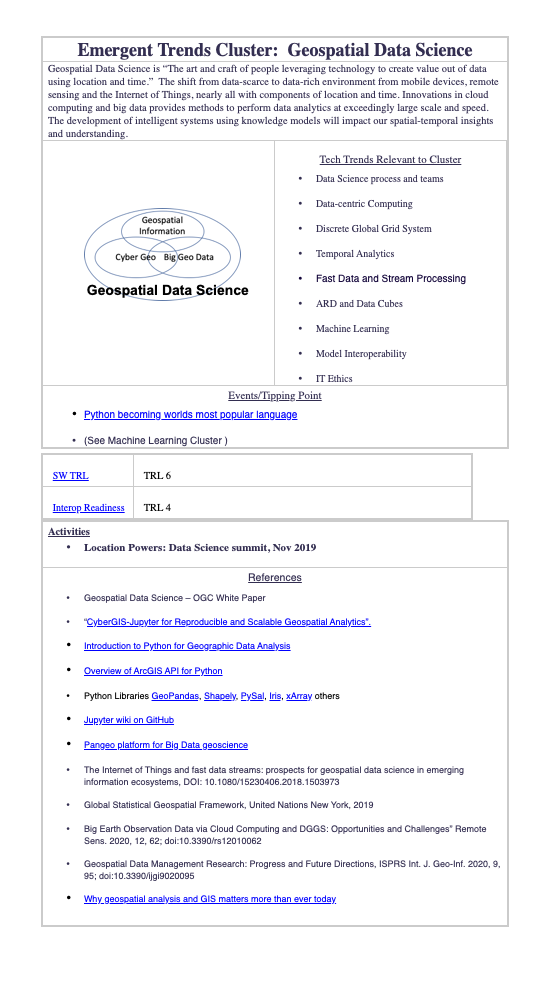 Emergent Trends Cluster:  Geospatial Data Science
Geospatial Data Science is “The art and craft of people leveraging technology to create value out of data
using location and time.”  The shift from data-scarce to data-rich environment from mobile devices, remote
sensing and the Internet of Things, nearly all with components of location and time. Innovations in cloud
computing and big data provides methods to perform data analytics at exceedingly large scale and speed.
The development of intelligent systems using knowledge models will impact our spatial-temporal insights
and understanding.
Geospatial
Information
Cyber Geo Big Geo Data
Geospatial Data Science
Tech Trends Relevant to Cluster
• Data Science process and teams
• Data-centric Computing
• Discrete Global Grid System
• Temporal Analytics
• Fast Data and Stream Processing
• ARD and Data Cubes
• Machine Learning
• Model Interoperability
• IT Ethics
Events/Tipping Point
• Python becoming worlds most popular language
• (See Machine Learning Cluster )
SW TRL TRL 6
Interop Readiness TRL 4
Activities
• Location Powers: Data Science summit, Nov 2019
References
• Geospatial Data Science – OGC White Paper
• “CyberGIS-Jupyter for Reproducible and Scalable Geospatial Analytics”.
• Introduction to Python for Geographic Data Analysis
• Overview of ArcGIS API for Python
• Python Libraries GeoPandas, Shapely, PySal, Iris, xArray others
• Jupyter wiki on GitHub
• Pangeo platform for Big Data geoscience
• The Internet of Things and fast data streams: prospects for geospatial data science in emerging
information ecosystems, DOI: 10.1080/15230406.2018.1503973
• Global Statistical Geospatial Framework, United Nations New York, 2019
• Big Earth Observation Data via Cloud Computing and DGGS: Opportunities and Challenges” Remote
Sens. 2020, 12, 62; doi:10.3390/rs12010062
• Geospatial Data Management Research: Progress and Future Directions, ISPRS Int. J. Geo-Inf. 2020, 9,
95; doi:10.3390/ijgi9020095
• Why geospatial analysis and GIS matters more than ever today